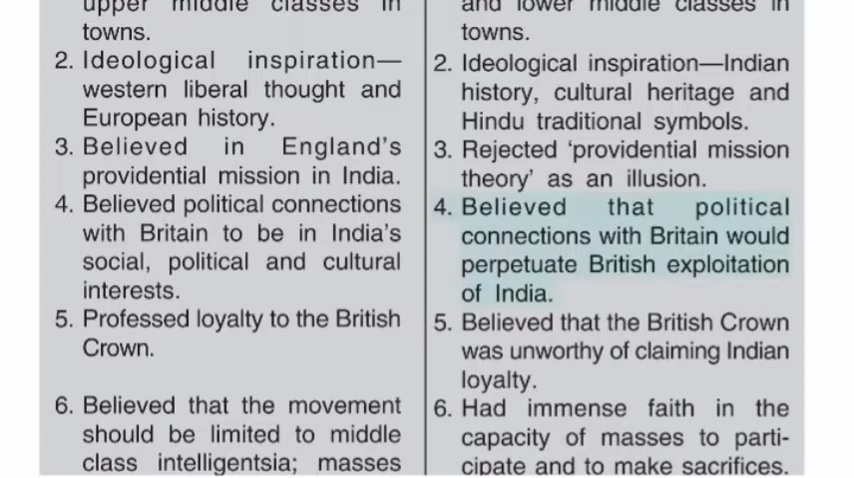 upper middle classes in
towns.
2. Ideological inspiration—
western liberal thought and
European history.
3. Believed in England's
providential mission in India.
4. Believed political connections
with Britain to be in India's
social, political and cultural
interests.
5. Professed loyalty to the British
Crown.
6. Believed that the movement
should be limited to middle
class intelligentsia; masses
and lower middle classes in
towns.
2. Ideological inspiration—Indian
history, cultural heritage and
Hindu traditional symbols.
3. Rejected 'providential mission
theory' as an illusion.
4. Believed that political
connections with Britain would
perpetuate British exploitation
of India.
5. Believed that the British Crown
was unworthy of claiming Indian
loyalty.
6. Had immense faith in the
capacity of masses to parti-
cipate and to make sacrifices.